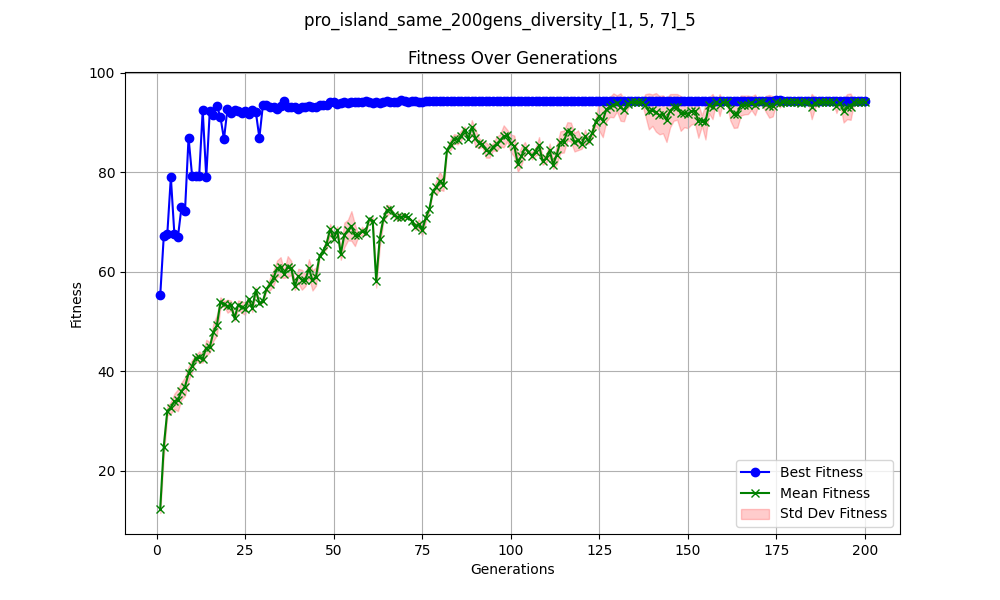 pro_island_same_200gens_diversity_[1, 5, 7]_5
Fitness Over Generations
100
80
60
40
20
Fitness
0
25
50
75
100
125
150
175
200
Generations
Best Fitness
Mean Fitness
Std Dev Fitness